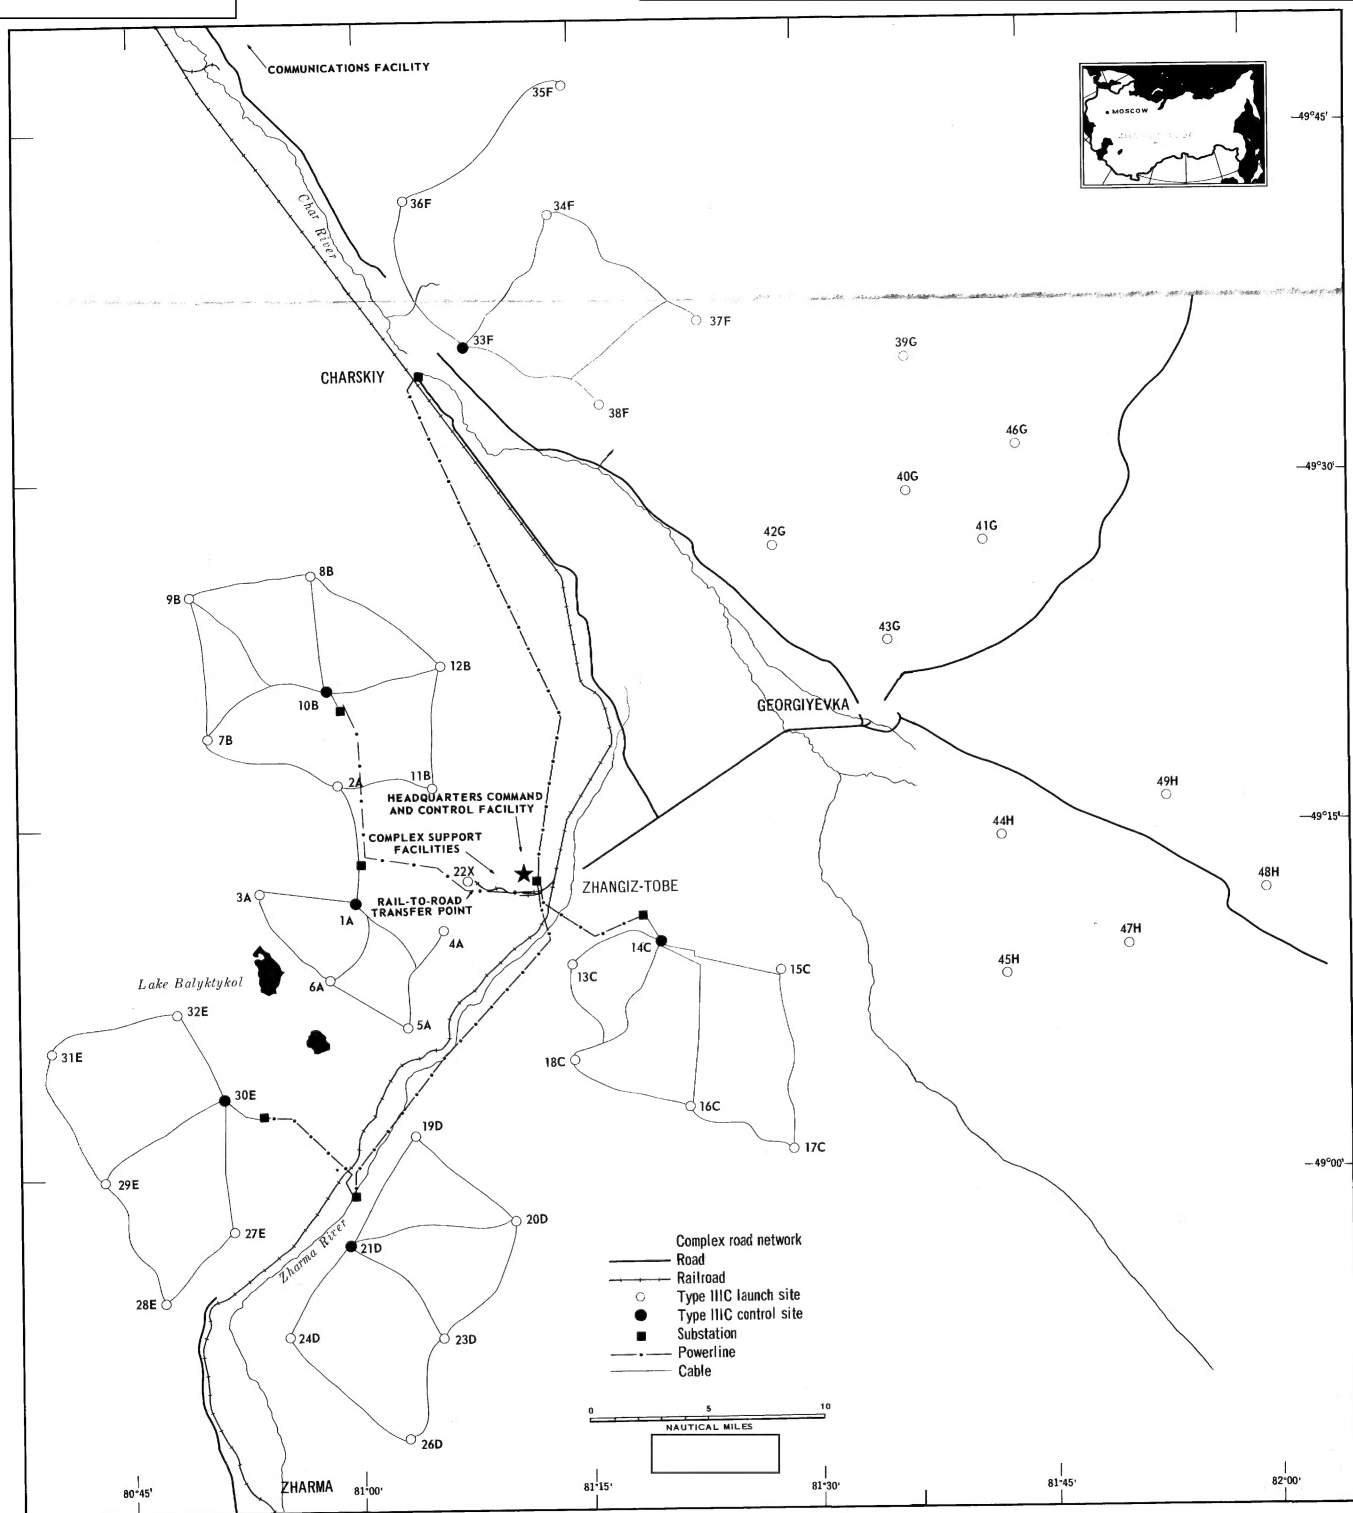 COMMUNICATIONS FACILITY
35F
MOSCOW
49°45'
36F
34F
Char River
37F
33F
39G
CHARSKIY
38F
46G
49°30'
40G
42G
41G
8B
9B
43G
12B
10B
GEORGIYEVKA
7B
2A
11B
49H
HEADQUARTERS COMMAND
AND CONTROL FACILITY
49°15'
44H
COMPLEX SUPPORT
FACILITIES
22X
48H
ZHANGIZ-TOBE
3A
RAIL-TO-ROAD
TRANSFER POINT
1A
4A
14C
47H
45H
13C
15C
Lake Balyktykol
6A
32E
5A
31E
18C
30E
16C
19D
17C
49°00'
29E
20D
27E
Zharma River
21D
28E
24D
23D
26D
Complex road network
Road
Railroad
Type IIIC launch site
Type IIIC control site
Substation
Powerline
Cable
0 5 10
NAUTICAL MILES
ZHARMA
80°45' 81°00' 81°15' 81°30' 81°45' 82°00'